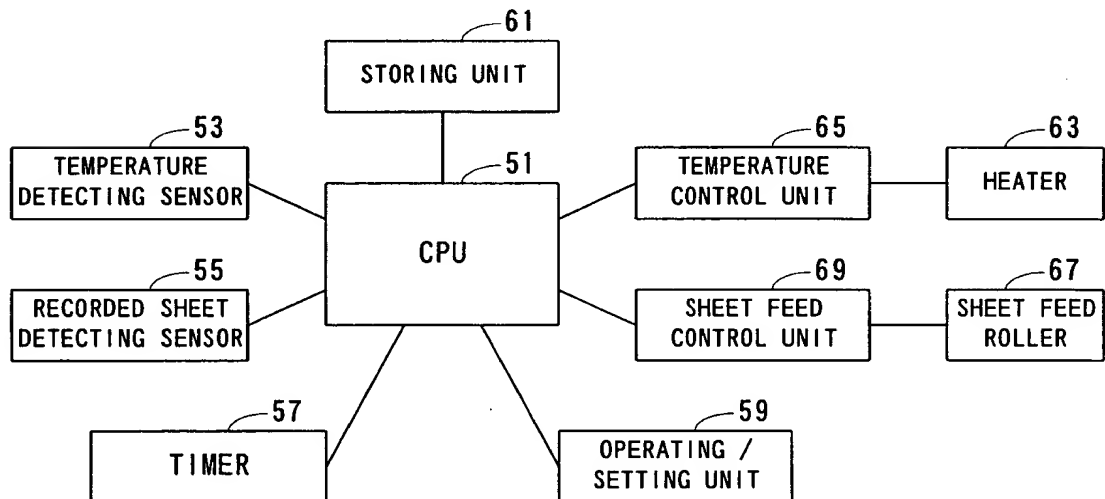 61
STORING UNIT
53
TEMPERATURE
DETECTING SENSOR
51
CPU
65
TEMPERATURE
CONTROL UNIT
63
HEATER
55
RECORDED SHEET
DETECTING SENSOR
69
SHEET FEED
CONTROL UNIT
67
SHEET FEED
ROLLER
57
TIMER
59
OPERATING /
SETTING UNIT